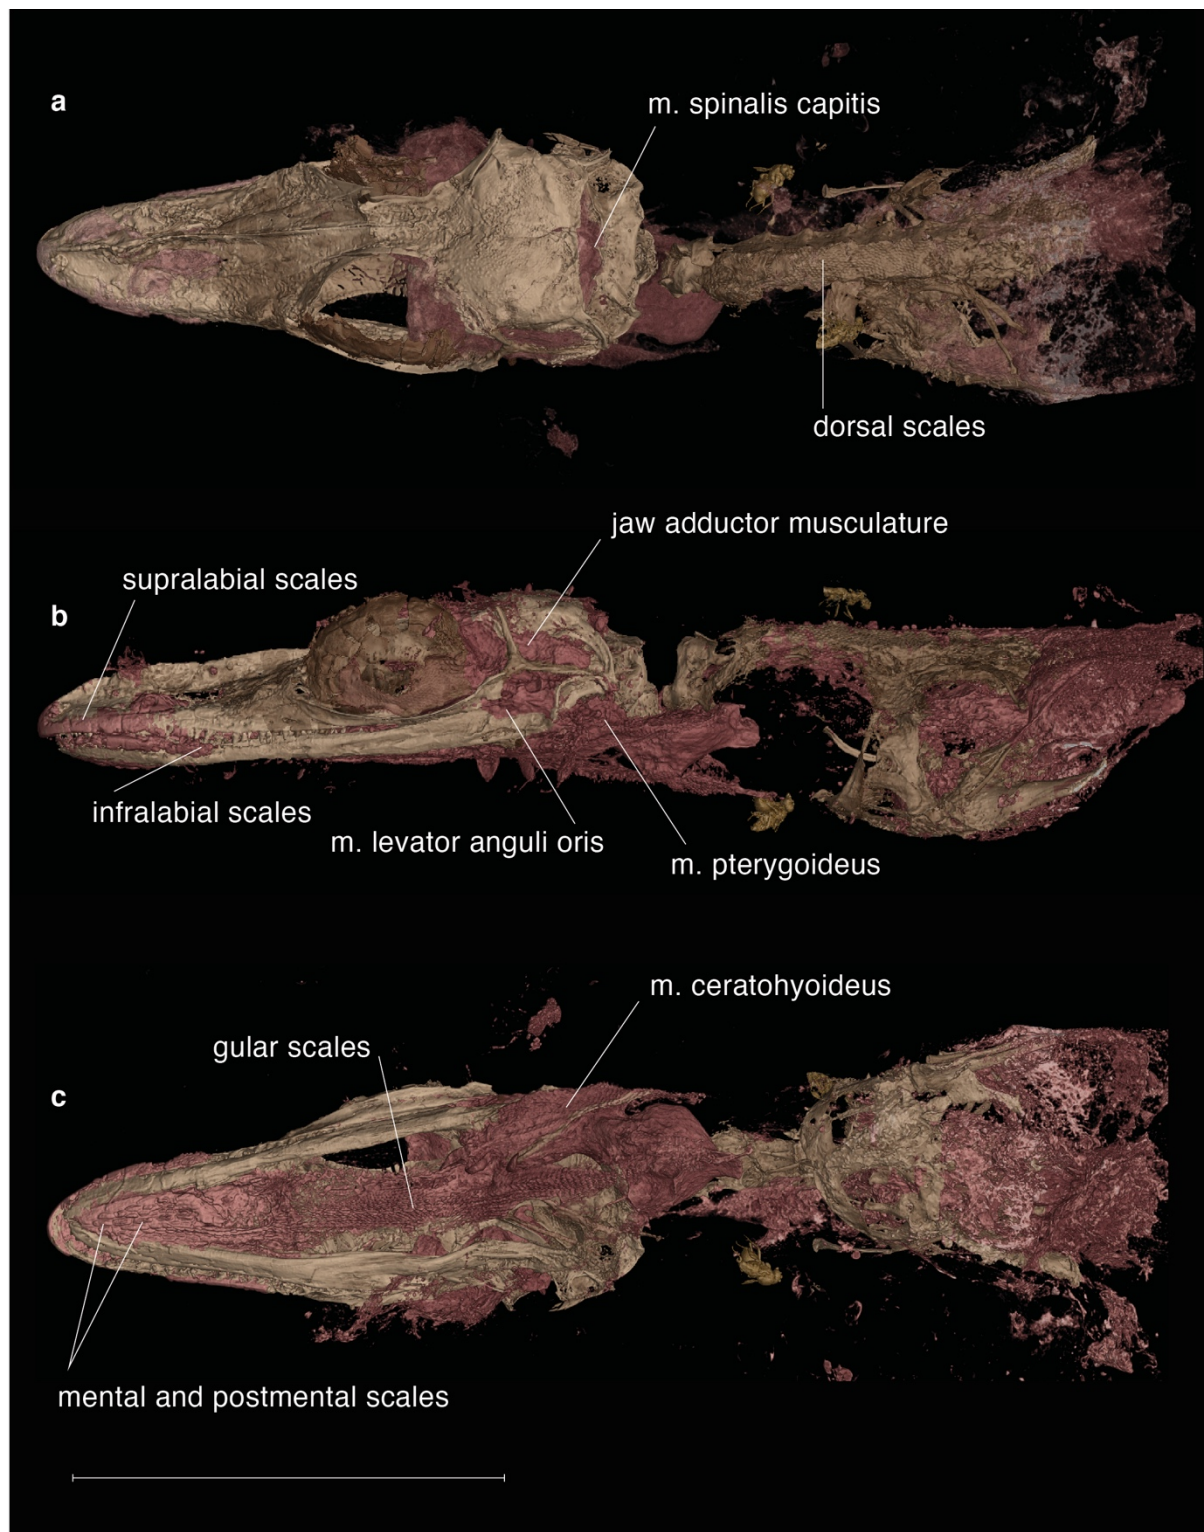 a
m. spinalis capitis
dorsal scales
jaw adductor musculature
supralabial scales
b
infralabial scales
m. levator anguli oris
m. pterygoideus
m. ceratohyoideus
gular scales
c
mental and postmental scales